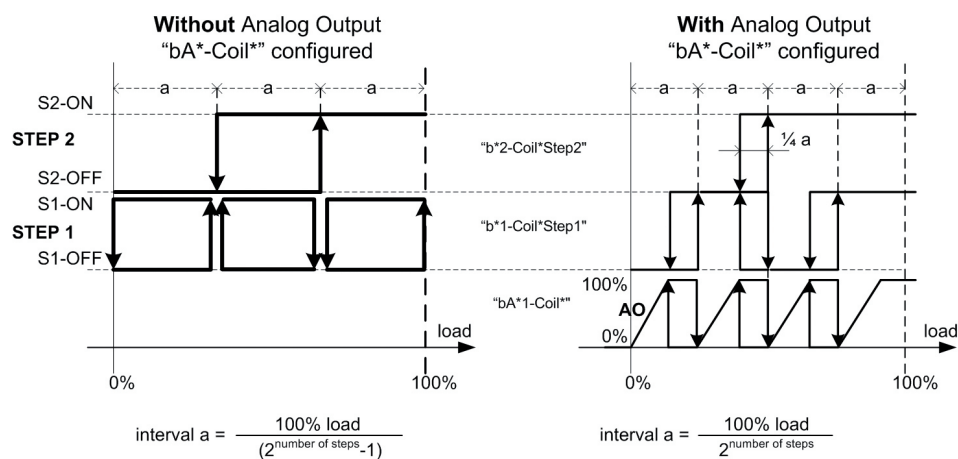 Without Analog Output
“bA*-Coil*” configured
a a a
S2-ON
STEP 2
S2-OFF
S1-ON
STEP 1
S1-OFF
load
0% 100%
interval a = 100% load
(2^number of steps-1)
With Analog Output
“bA*-Coil*” configured
a a a a
“b*2-Coil*Step2"
¼ a
“b*1-Coil*Step1"
“bA*1-Coil*"
100%
AO
0%
load
0% 100%
interval a = 100% load
2^number of steps